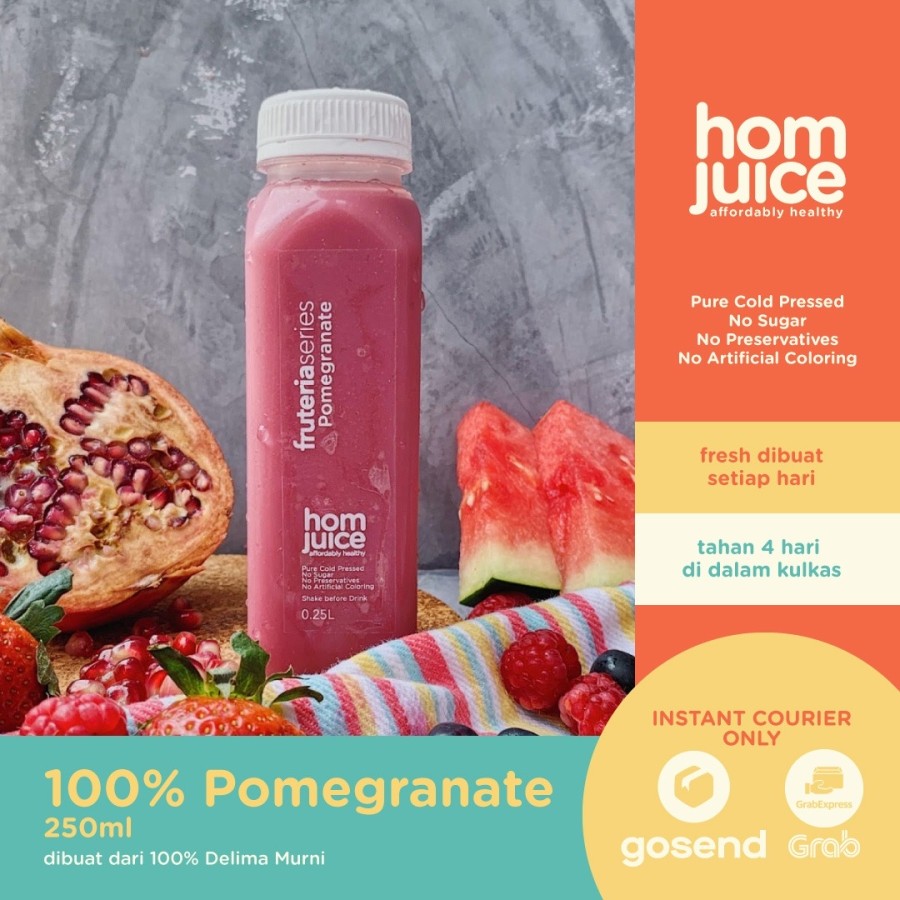 hom
juice
affordably healthy
Pure Cold Pressed
No Sugar
No Preservatives
No Artificial Coloring
fresh dibuat
setiap hari
tahan 4 hari
di dalam kulkas
fruteriaseries
Pomegranate
hom
juice
affordably healthy
Pure Cold Pressed
No Sugar
No Preservatives
No Artificial Coloring
Shake before Drink
0.25L
100% Pomegranate
250ml
dibuat dari 100% Delima Murni
INSTANT COURIER
ONLY
gosend
GrabExpress
Grab